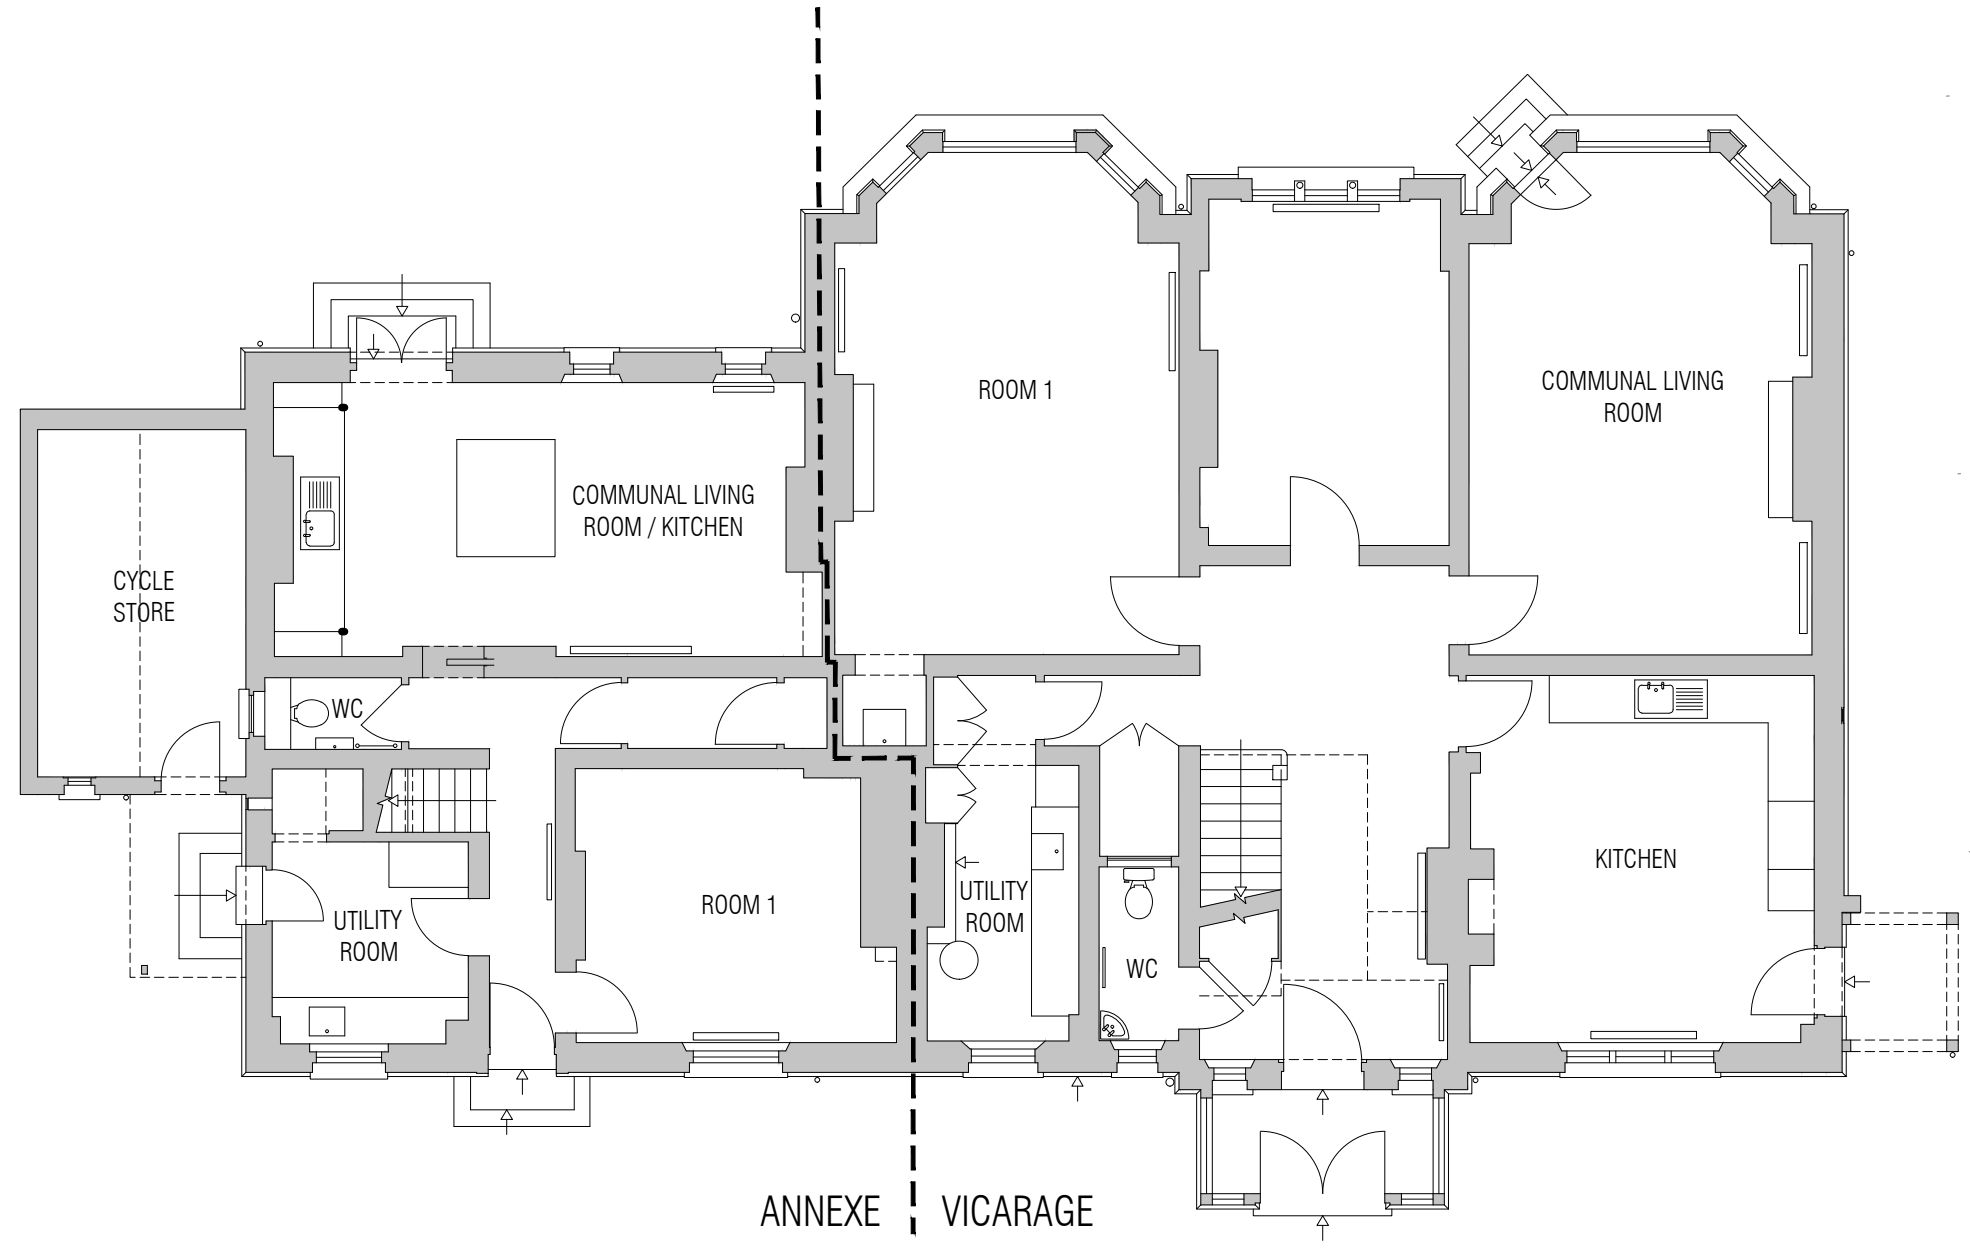 ROOM 1
COMMUNAL LIVING
ROOM
COMMUNAL LIVING
ROOM / KITCHEN
CYCLE
STORE
WC
KITCHEN
ROOM 1
UTILITY
ROOM
UTILITY
ROOM
WC
ANNEXE
VICARAGE